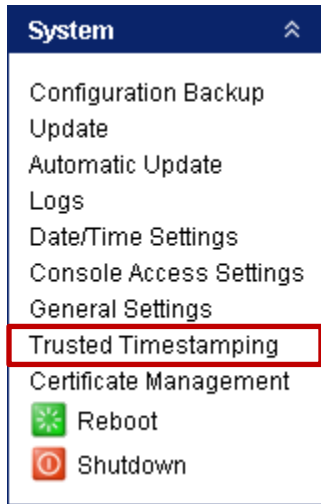 System
Configuration Backup
Update
Automatic Update
Logs
Date/Time Settings
Console Access Settings
General Settings
Trusted Timestamping
Certificate Management
Reboot
Shutdown